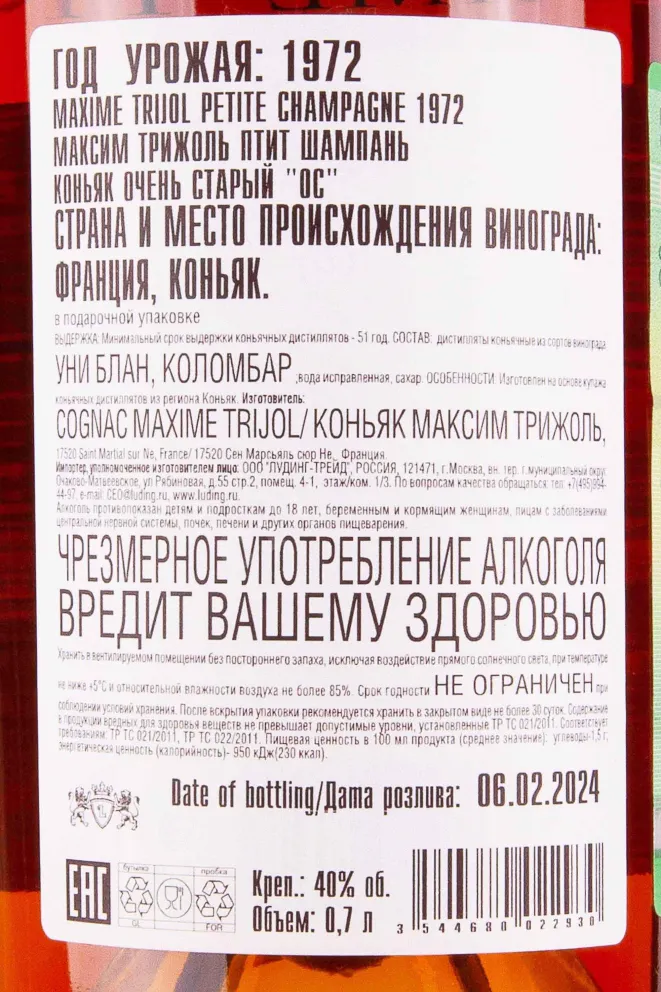 ГОД УРОЖАЯ: 1972
MAXIME TRIJOL PETITE CHAMPAGNE 1972
МАКСИМ ТРИЖОЛЬ ПТИТ ШАМПАНЬ
КОНЬЯК ОЧЕНЬ СТАРЫЙ "ОС"
СТРАНА И МЕСТО ПРОИСХОЖДЕНИЯ ВИНОГРАДА:
ФРАНЦИЯ, КОНЬЯК.
в подарочной упаковке
ВЫДЕРЖКА: Минимальный срок выдержки коньячных дистиллятов - 51 год. СОСТАВ: дистилляты коньячные из сортов винограда
УНИ БЛАН, КОЛОМБАР ,вода исправленная, сахар. ОСОБЕННОСТИ: Изготовлен на основе купажа
коньячных дистиллятов из региона Коньяк. Изготовитель:
COGNAC MAXIME TRIJOL/ КОНЬЯК МАКСИМ ТРИЖОЛЬ,
17520 Saint Martial sur Ne, France/ 17520 Сен Марсьяль сюр Не, Франция.
Импортер, уполномоченное изготовителем лицо: ООО "ЛУДИНГ-ТРЕЙД", РОССИЯ, 121471, г.Москва, вн. тер. г.муниципальный округ
Очаково-Матвеевское, ул Рябиновая, д.55 стр.2, помещ. 4-1, этаж/ком. 1/3. По вопросам качества обращаться: тел: +7(495)994-
44-97, e-mail: CEO@luding.ru, www.luding.ru.
Алкоголь противопоказан детям и подросткам до 18 лет, беременным и кормящим женщинам, лицам с заболеваниями
центральной нервной системы, почек, печени и других органов пищеварения.
ЧРЕЗМЕРНОЕ УПОТРЕБЛЕНИЕ АЛКОГОЛЯ
ВРЕДИТ ВАШЕМУ ЗДОРОВЬЮ
Хранить в вентилируемом помещении без постороннего запаха, исключая воздействие прямого солнечного света, при температуре
не ниже +5°С и относительной влажности воздуха не более 85%. Срок годности НЕ ОГРАНИЧЕН при
соблюдении условий хранения. После вскрытия упаковки рекомендуется хранить в закрытом виде не более 30 суток. Содержание
в продукции вредных для здоровья веществ не превышает допустимые уровни, установленные ТР ТС 021/2011. Соответствует
требованиям: ТР ТС 021/2011, ТР ТС 022/2011. Пищевая ценность в 100 мл продукта (среднее значение): углеводы-1,5 г;
энергетическая ценность (калорийность)- 950 кДж(230 ккал).
Date of bottling/Дата розлива: 06.02.2024
L
EAC
бутылка
пробка
GL
FOR
Креп.: 40% об.
Объем: 0,7 л
3 544680 022930